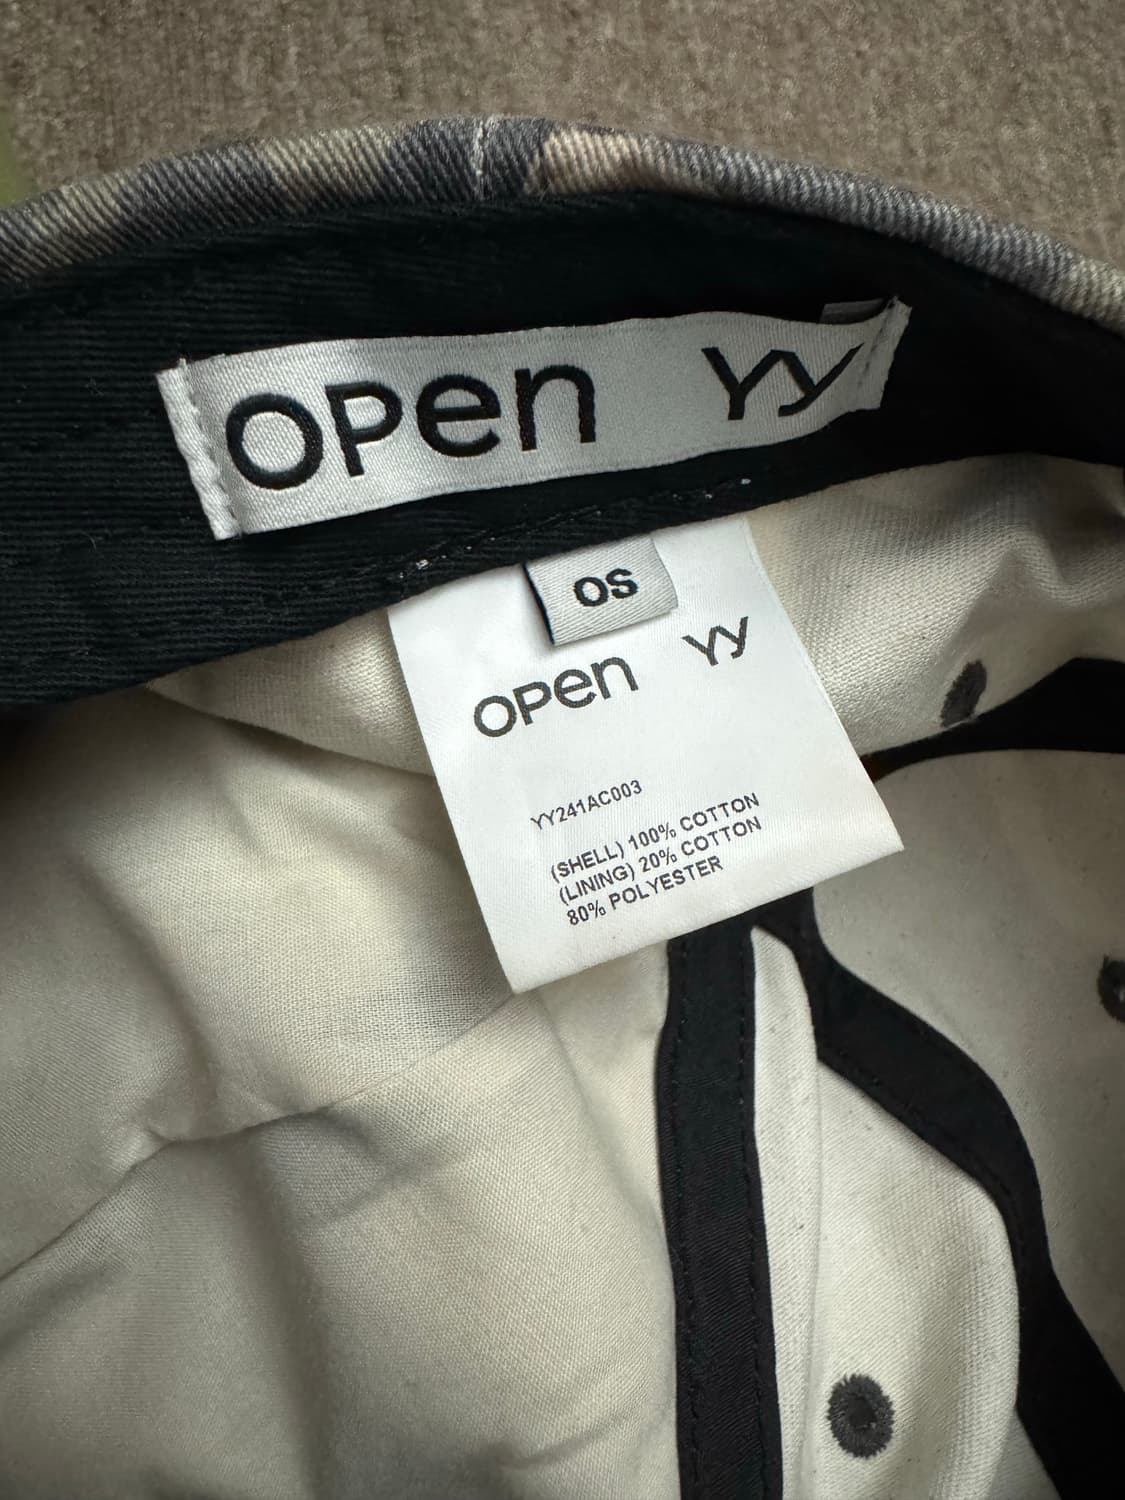 OPen YY
OS
OPen YY
YY241AC003
(SHELL) 100% COTTON
(LINING) 20% COTTON
80% POLYESTER